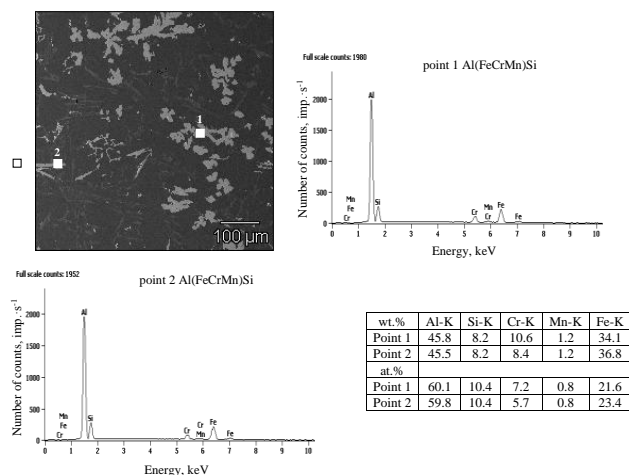 1
2
100 µm
Full scale counts: 1980
point 1 Al(FeCrMn)Si
Number of counts, imp.·s⁻¹
2000
1500
1000
500
0
Al
Si
Mn
Fe
Cr
Cr
Mn
Cr
Fe
Fe
0 1 2 3 4 5 6 7 8 9 10
Energy, keV
Full scale counts: 1952
point 2 Al(FeCrMn)Si
Number of counts, imp.·s⁻¹
2000
1500
1000
500
0
Al
Si
Mn
Fe
Cr
Cr
Cr
Mn
Fe
Fe
0 1 2 3 4 5 6 7 8 9 10
Energy, keV
wt.% Al-K Si-K Cr-K Mn-K Fe-K
Point 1 45.8 8.2 10.6 1.2 34.1
Point 2 45.5 8.2 8.4 1.2 36.8
at.%
Point 1 60.1 10.4 7.2 0.8 21.6
Point 2 59.8 10.4 5.7 0.8 23.4